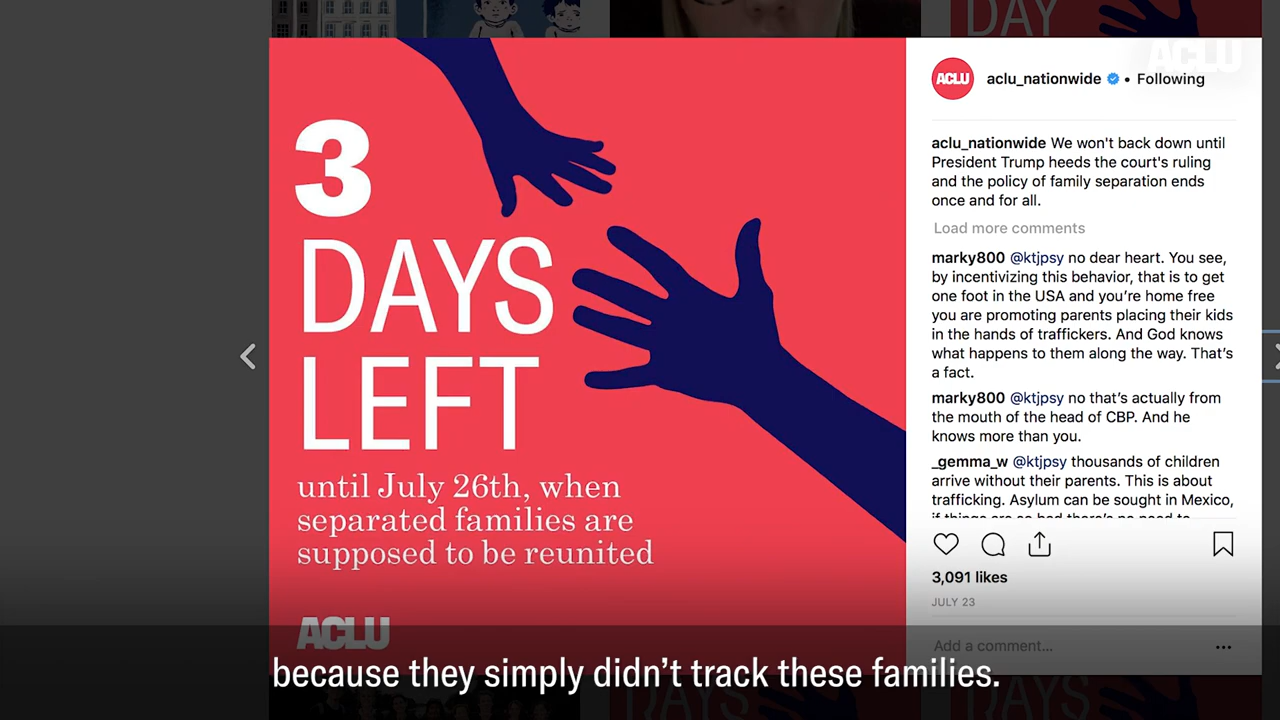 DAY
ACLU
3
DAYS
LEFT
until July 26th, when
separated families are
supposed to be reunited
ACLU
ACLU
aclu_nationwide • Following
aclu_nationwide We won't back down until
President Trump heeds the court's ruling
and the policy of family separation ends
once and for all.
Load more comments
marky800 @ktjpsy no dear heart. You see,
by incentivizing this behavior, that is to get
one foot in the USA and you’re home free
you are promoting parents placing their kids
in the hands of traffickers. And God knows
what happens to them along the way. That’s
a fact.
marky800 @ktjpsy no that’s actually from
the mouth of the head of CBP. And he
knows more than you.
_gemma_w @ktjpsy thousands of children
arrive without their parents. This is about
trafficking. Asylum can be sought in Mexico,
3,091 likes
JULY 23
Add a comment...
because they simply didn’t track these families.
DAYS
DAYS